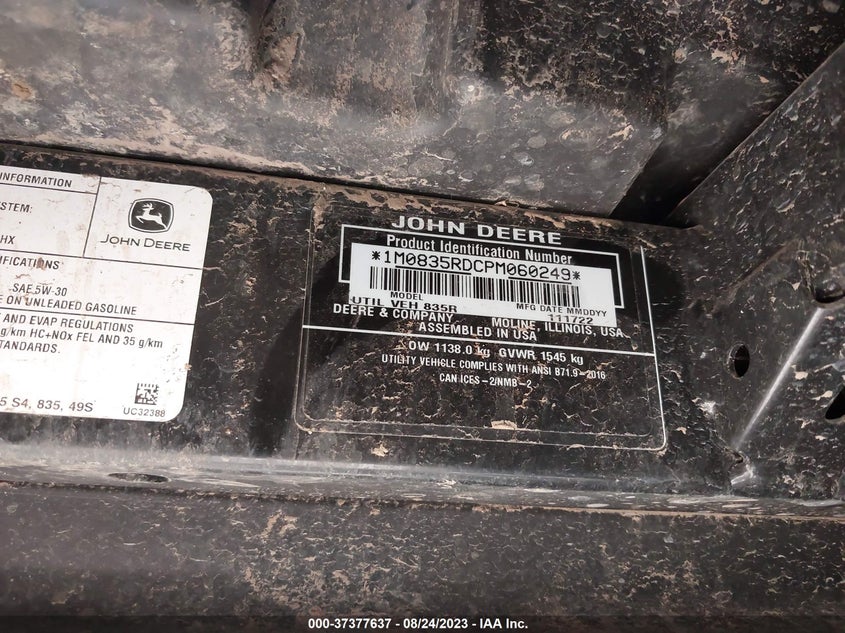 INFORMATION
SYSTEM:
HX
SAE 5W-30
ON UNLEADED GASOLINE
AND EVAP REGULATIONS
g/km HC+NOx FEL AND 35 g/km
STANDARDS.
5 S4, 835, 49S
JOHN DEERE
UC32388
JOHN DEERE
Product Identification Number
*1M0835RDCPM060249*
MODEL
UTIL VEH 835R
MFG DATE MMDDYY
111722
DEERE & COMPANY MOLINE, ILLINOIS, USA
ASSEMBLED IN USA
OW 1138.0 kg GVWR 1545 kg
UTILITY VEHICLE COMPLIES WITH ANSI B71.9-2016
CAN ICES-2/NMB-2
000-37377637 - 08/24/2023 - IAA Inc.